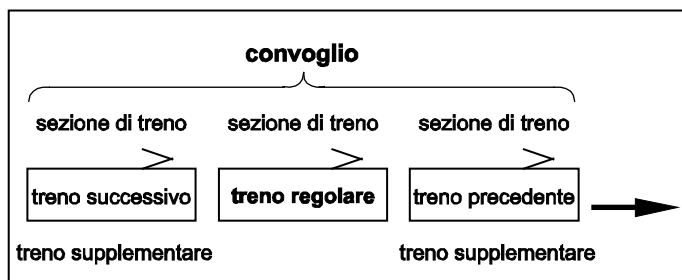 convoglio
sezione di treno sezione di treno sezione di treno
treno successivo treno regolare treno precedente
treno supplementare treno supplementare